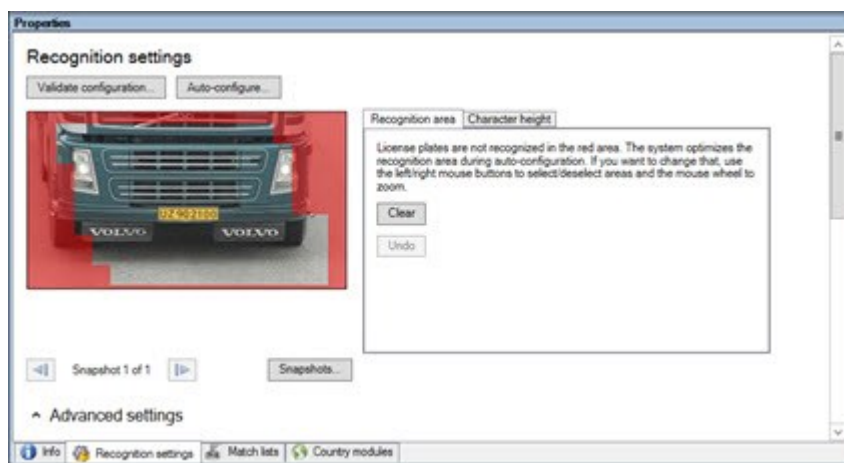 Properties
Recognition settings
Validate configuration... Auto-configure...
Recognition area Character height
License plates are not recognized in the red area. The system optimizes the
recognition area during auto-configuration. If you want to change that, use
the left/right mouse buttons to select/deselect areas and the mouse wheel to
zoom.
Clear
Undo
UZ 902100
VOLVO VOLVO
Snapshot 1 of 1 Snapshots...
Advanced settings
Info Recognition settings Match lists Country modules